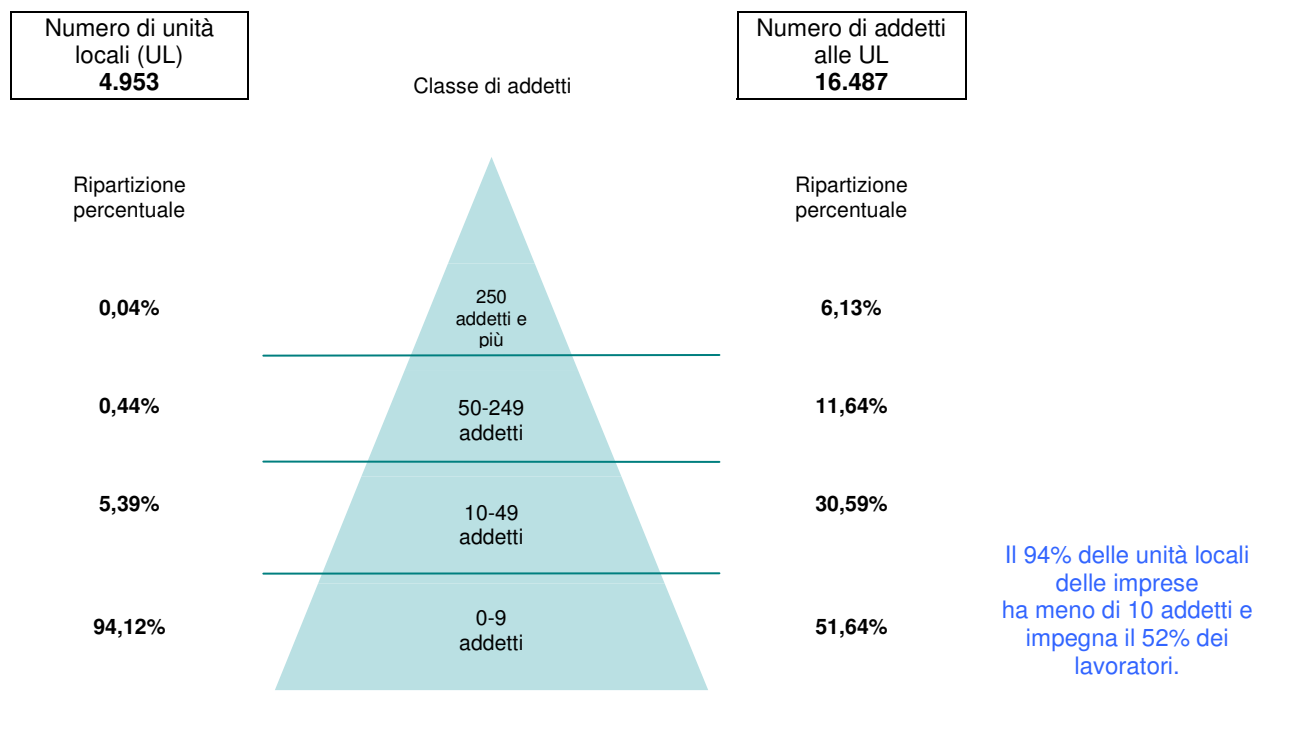 Numero di unità
locali (UL)
4.953
Classe di addetti
Numero di addetti
alle UL
16.487
Ripartizione
percentuale
Ripartizione
percentuale
0,04%
250
addetti e
più
6,13%
0,44%
50-249
addetti
11,64%
5,39%
10-49
addetti
30,59%
94,12%
0-9
addetti
51,64%
Il 94% delle unità locali
delle imprese
ha meno di 10 addetti e
impegna il 52% dei
lavoratori.